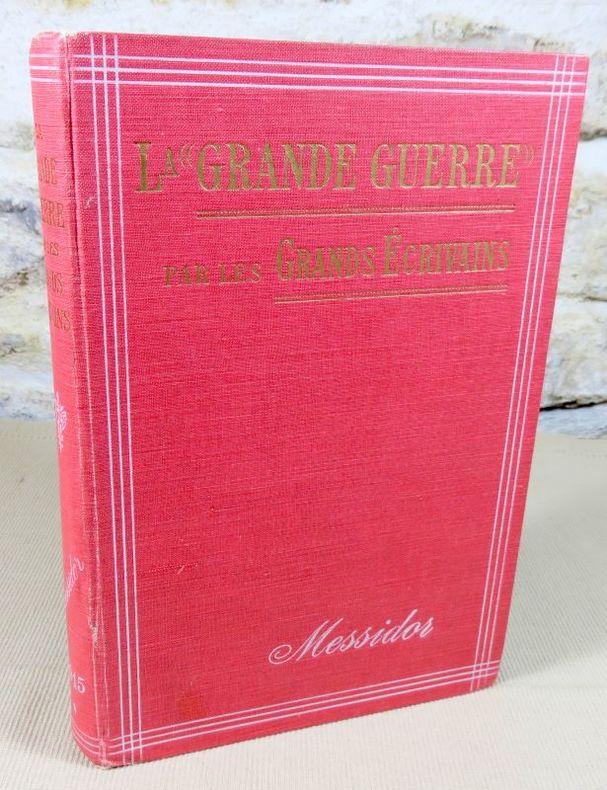 LA "GRANDE GUERRE"
PAR LES GRANDS ÉCRIVAINS
Messidor